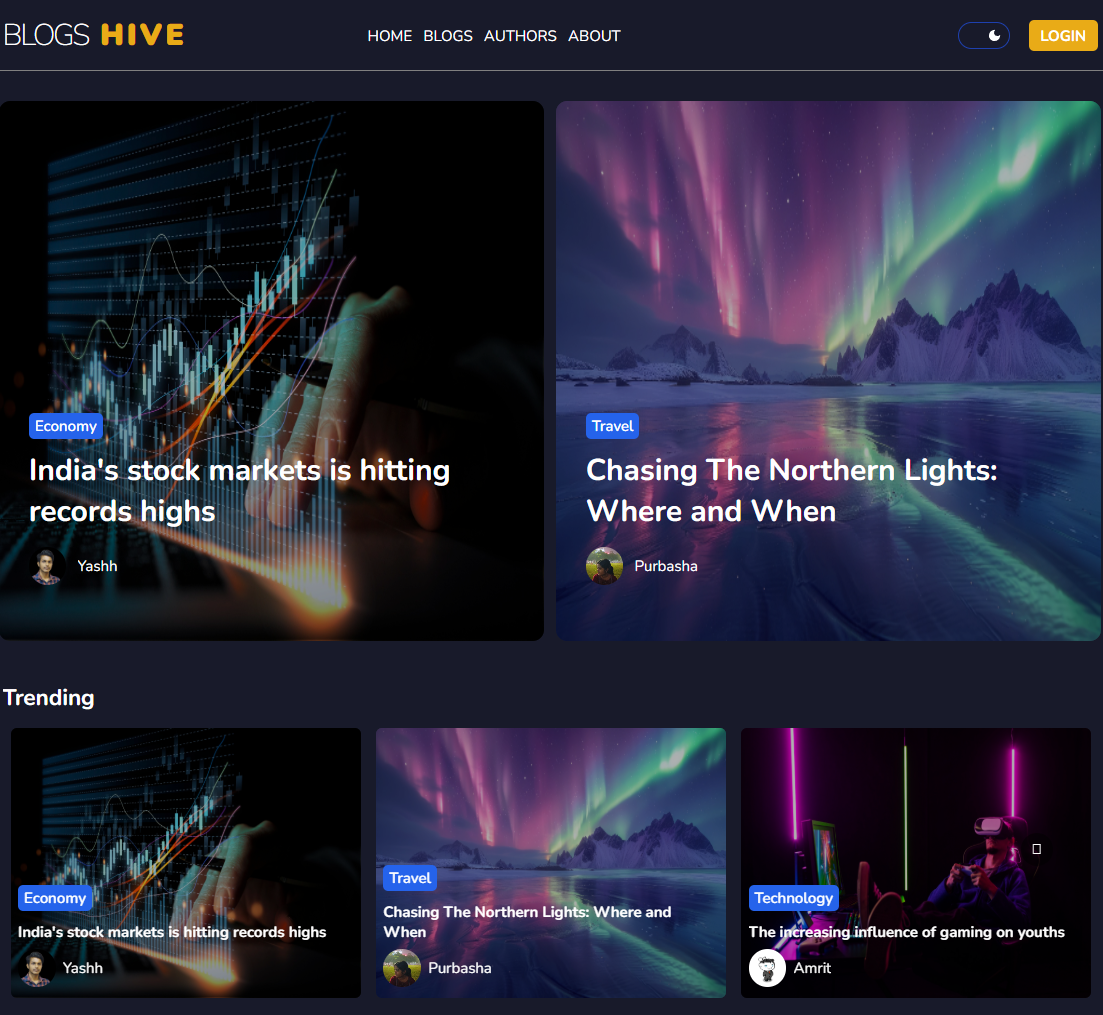 BLOGS HIVE
HOME BLOGS AUTHORS ABOUT
LOGIN
Economy
India's stock markets is hitting
records highs
Yashh
Travel
Chasing The Northern Lights:
Where and When
Purbasha
Trending
Economy
India's stock markets is hitting records highs
Yashh
Travel
Chasing The Northern Lights: Where and
When
Purbasha
Technology
The increasing influence of gaming on youths
Amrit